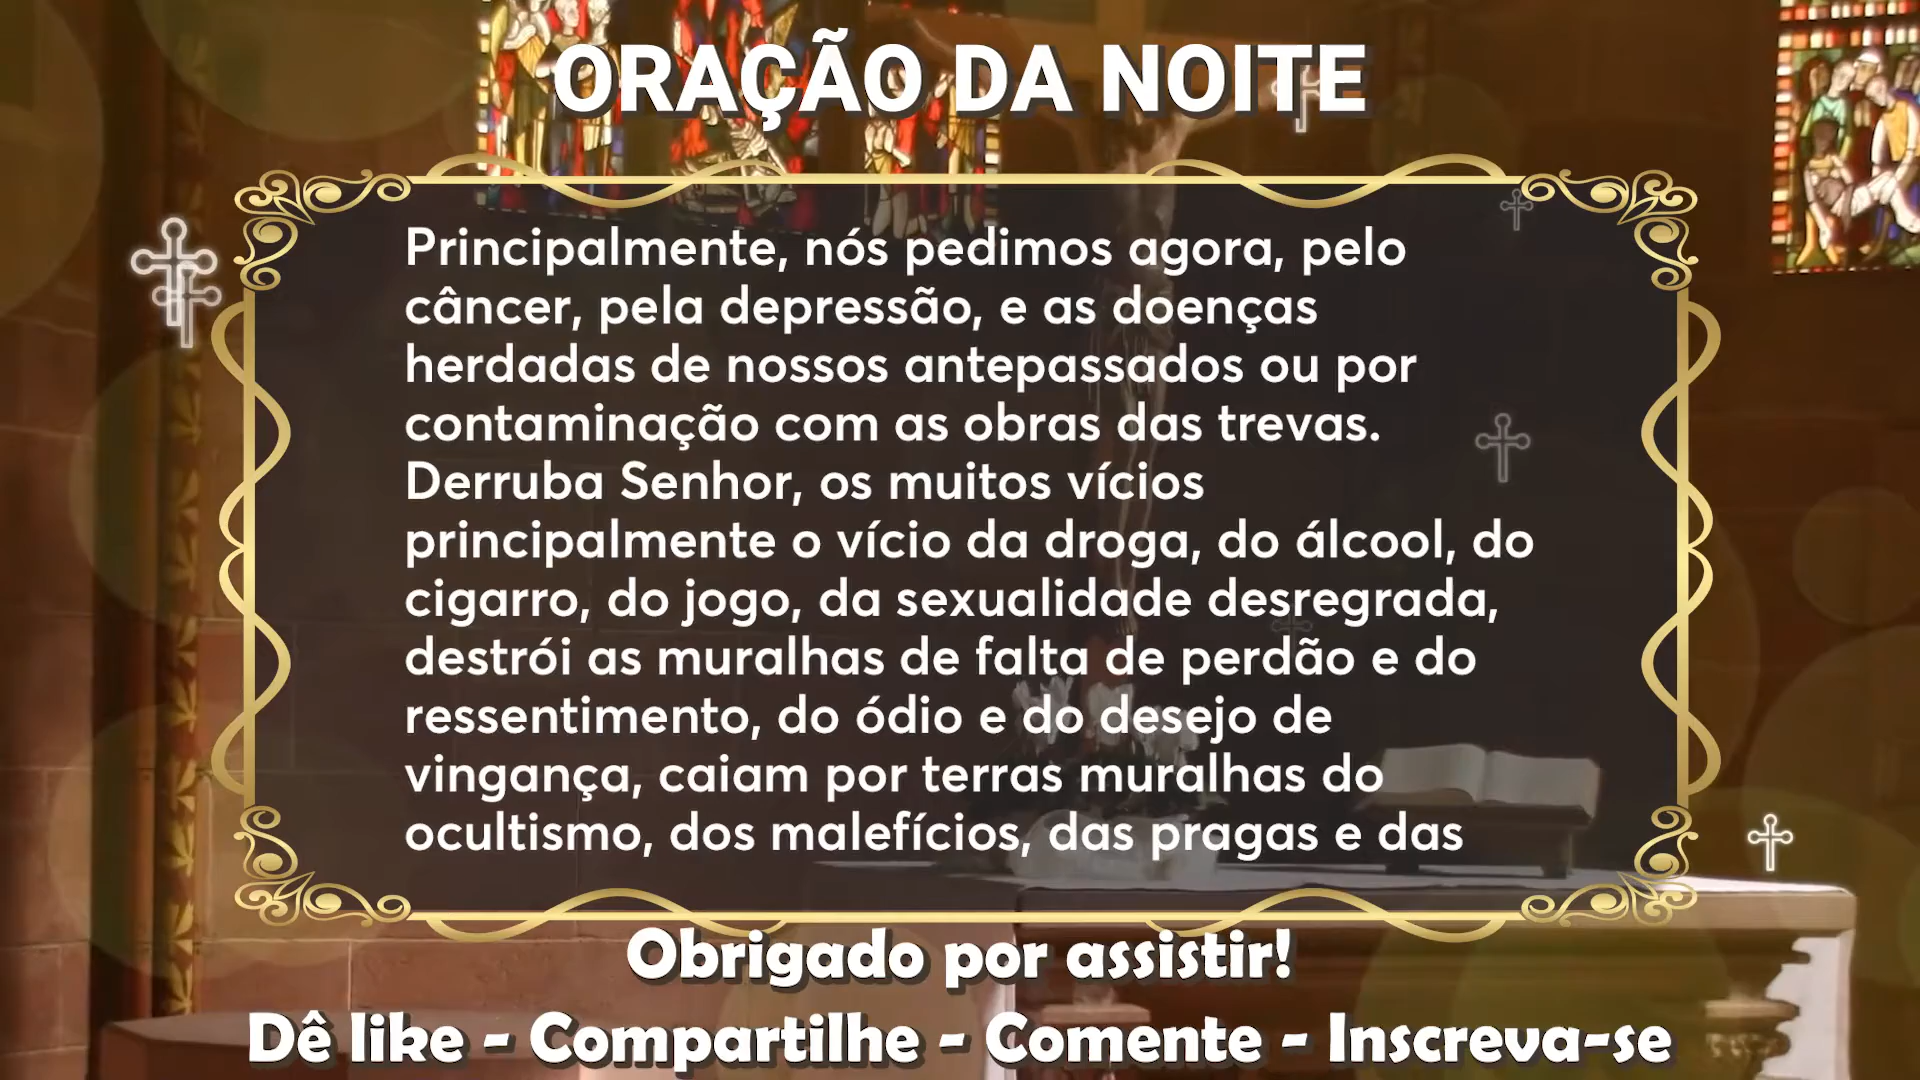 ORAÇÃO DA NOITE
Principalmente, nós pedimos agora, pelo
câncer, pela depressão, e as doenças
herdadas de nossos antepassados ou por
contaminação com as obras das trevas.
Derruba Senhor, os muitos vícios
principalmente o vício da droga, do álcool, do
cigarro, do jogo, da sexualidade desregrada,
destrói as muralhas de falta de perdão e do
ressentimento, do ódio e do desejo de
vingança, caiam por terras muralhas do
ocultismo, dos malefícios, das pragas e das
Obrigado por assistir!
Dê like - Compartilhe - Comente - Inscreva-se